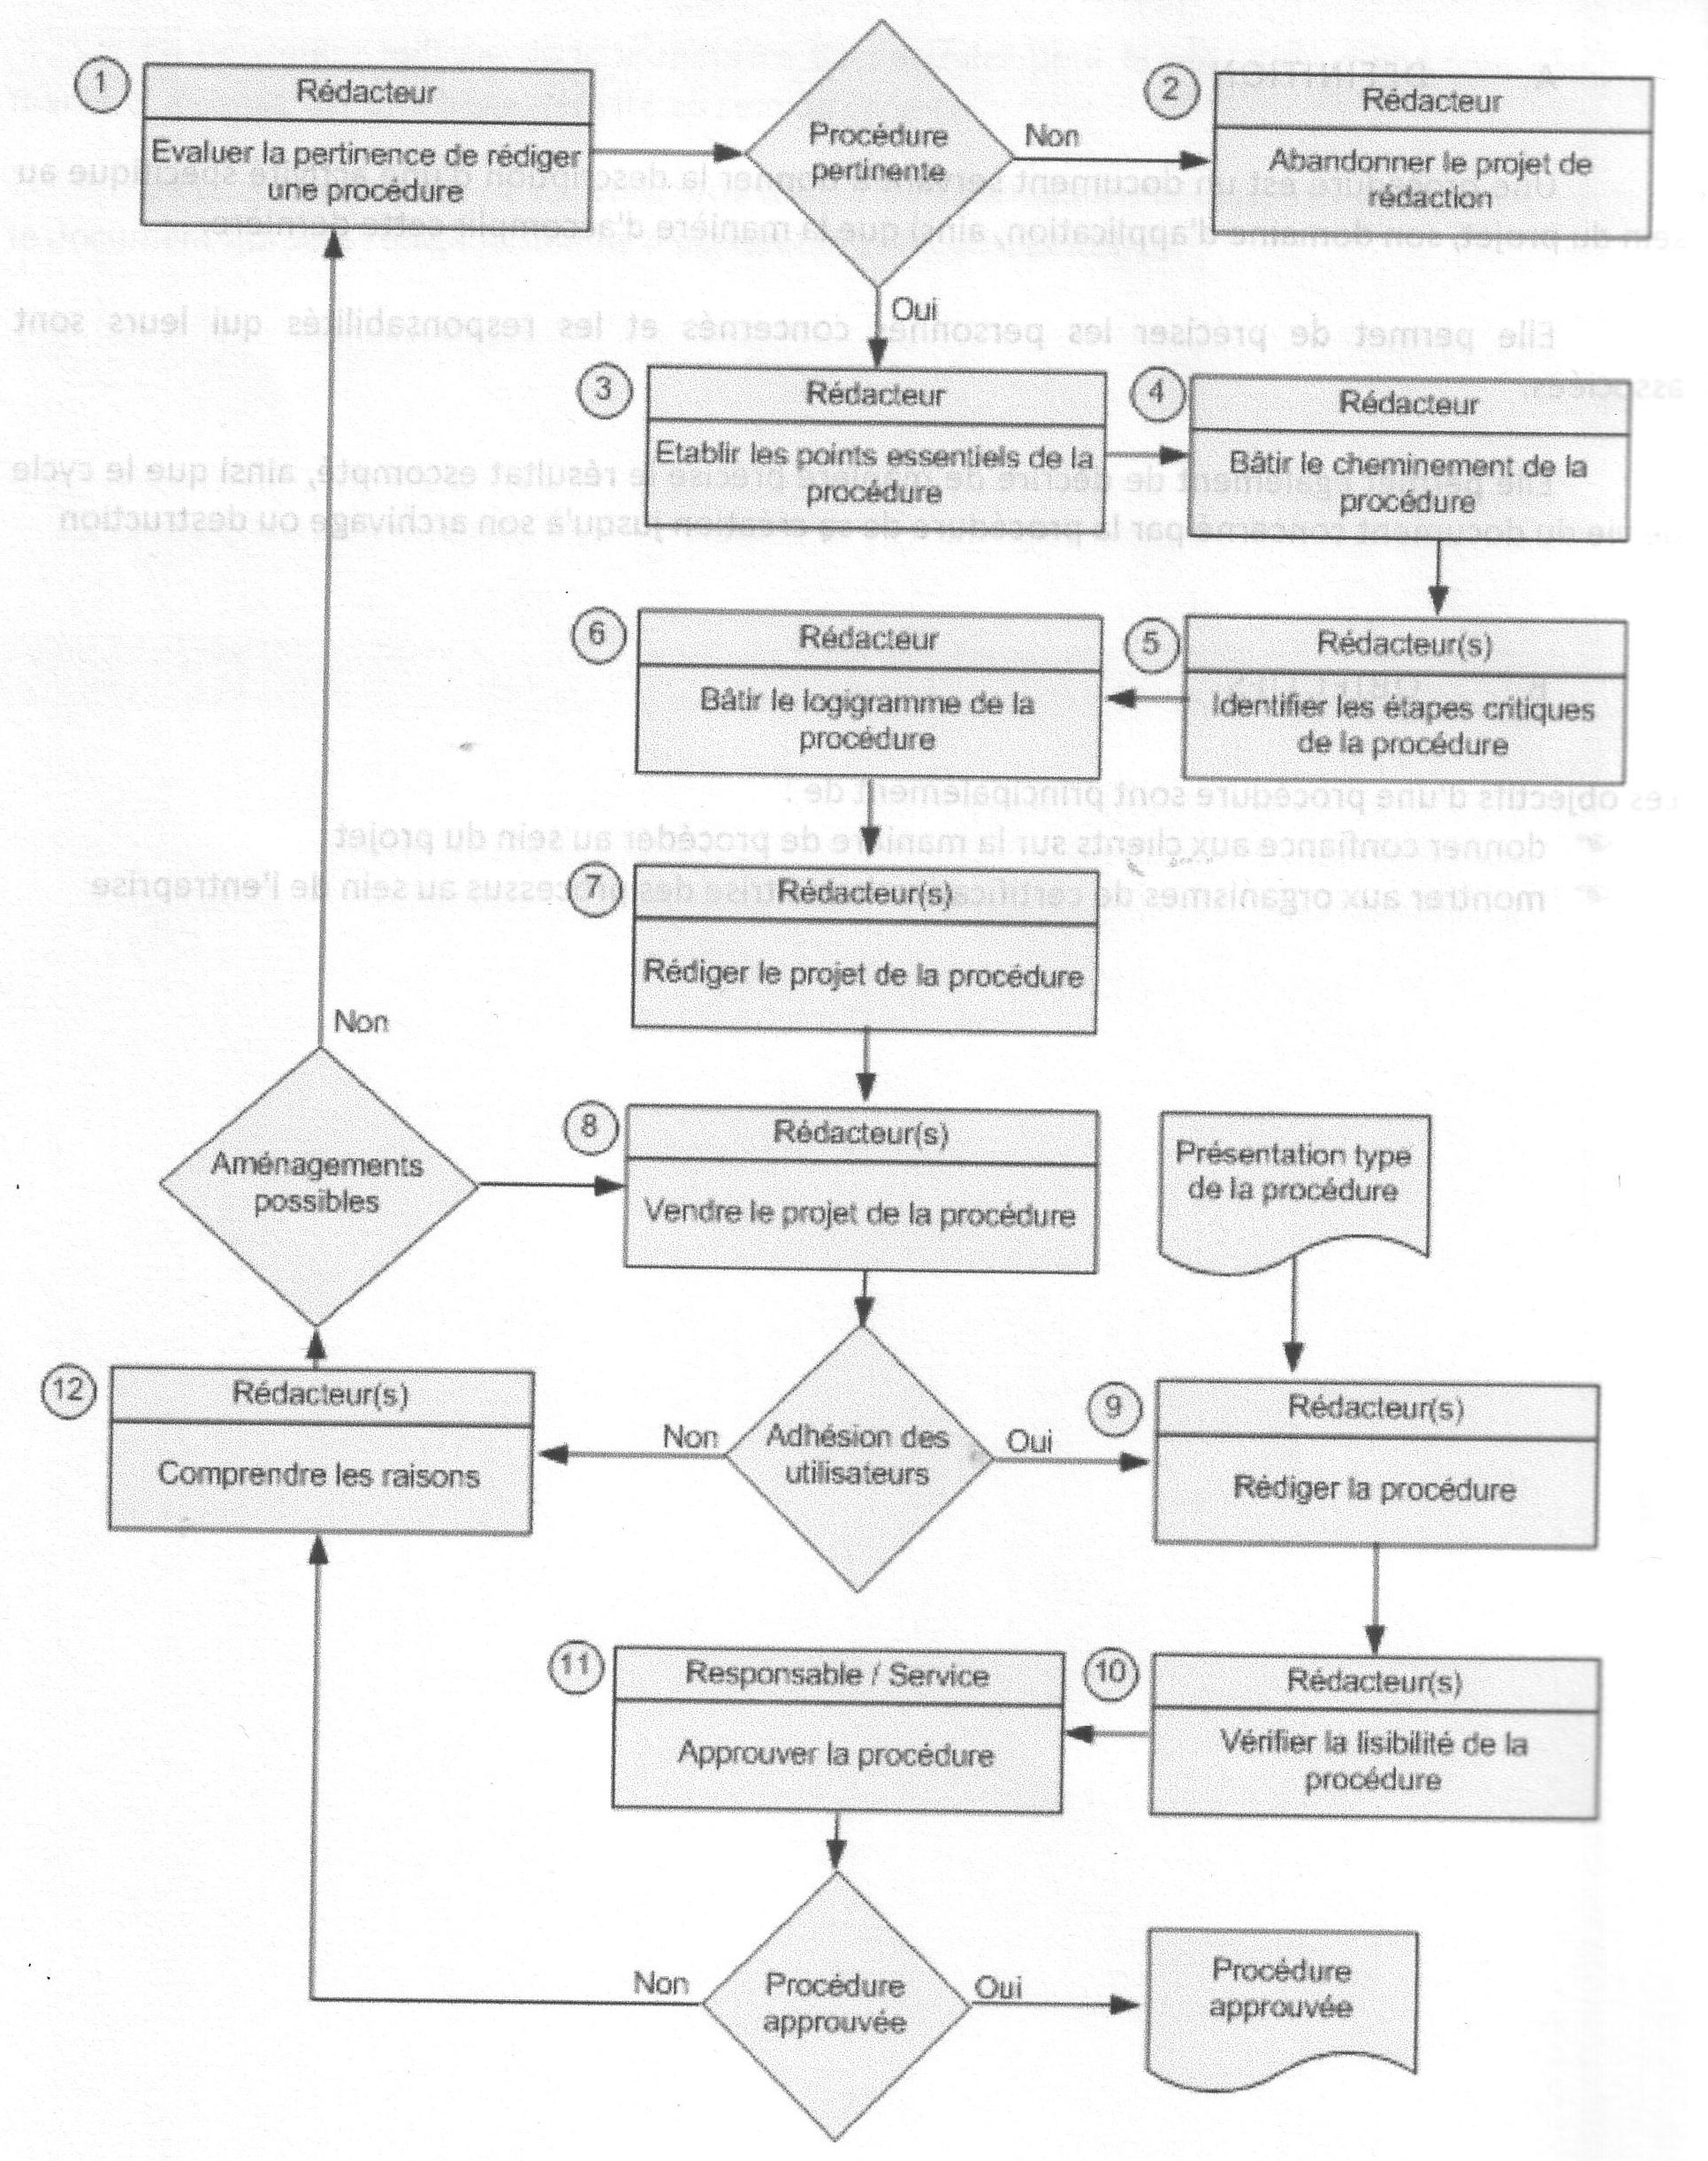 1
Rédacteur
Evaluer la pertinence de rédiger
une procédure
Procédure
pertinente
Non
2
Rédacteur
Abandonner le projet de
rédaction
Oui
3
Rédacteur
Etablir les points essentiels de la
procédure
4
Rédacteur
Bâtir le cheminement de la
procédure
5
Rédacteur(s)
Identifier les étapes critiques
de la procédure
6
Rédacteur
Bâtir le logigramme de la
procédure
7
Rédacteur(s)
Rédiger le projet de la procédure
Non
Aménagements
possibles
8
Rédacteur(s)
Vendre le projet de la procédure
Présentation type
de la procédure
12
Rédacteur(s)
Comprendre les raisons
Non
Adhésion des
utilisateurs
Oui
9
Rédacteur(s)
Rédiger la procédure
10
Rédacteur(s)
Vérifier la lisibilité de la
procédure
11
Responsable / Service
Approuver la procédure
Non
Procédure
approuvée
Oui
Procédure
approuvée